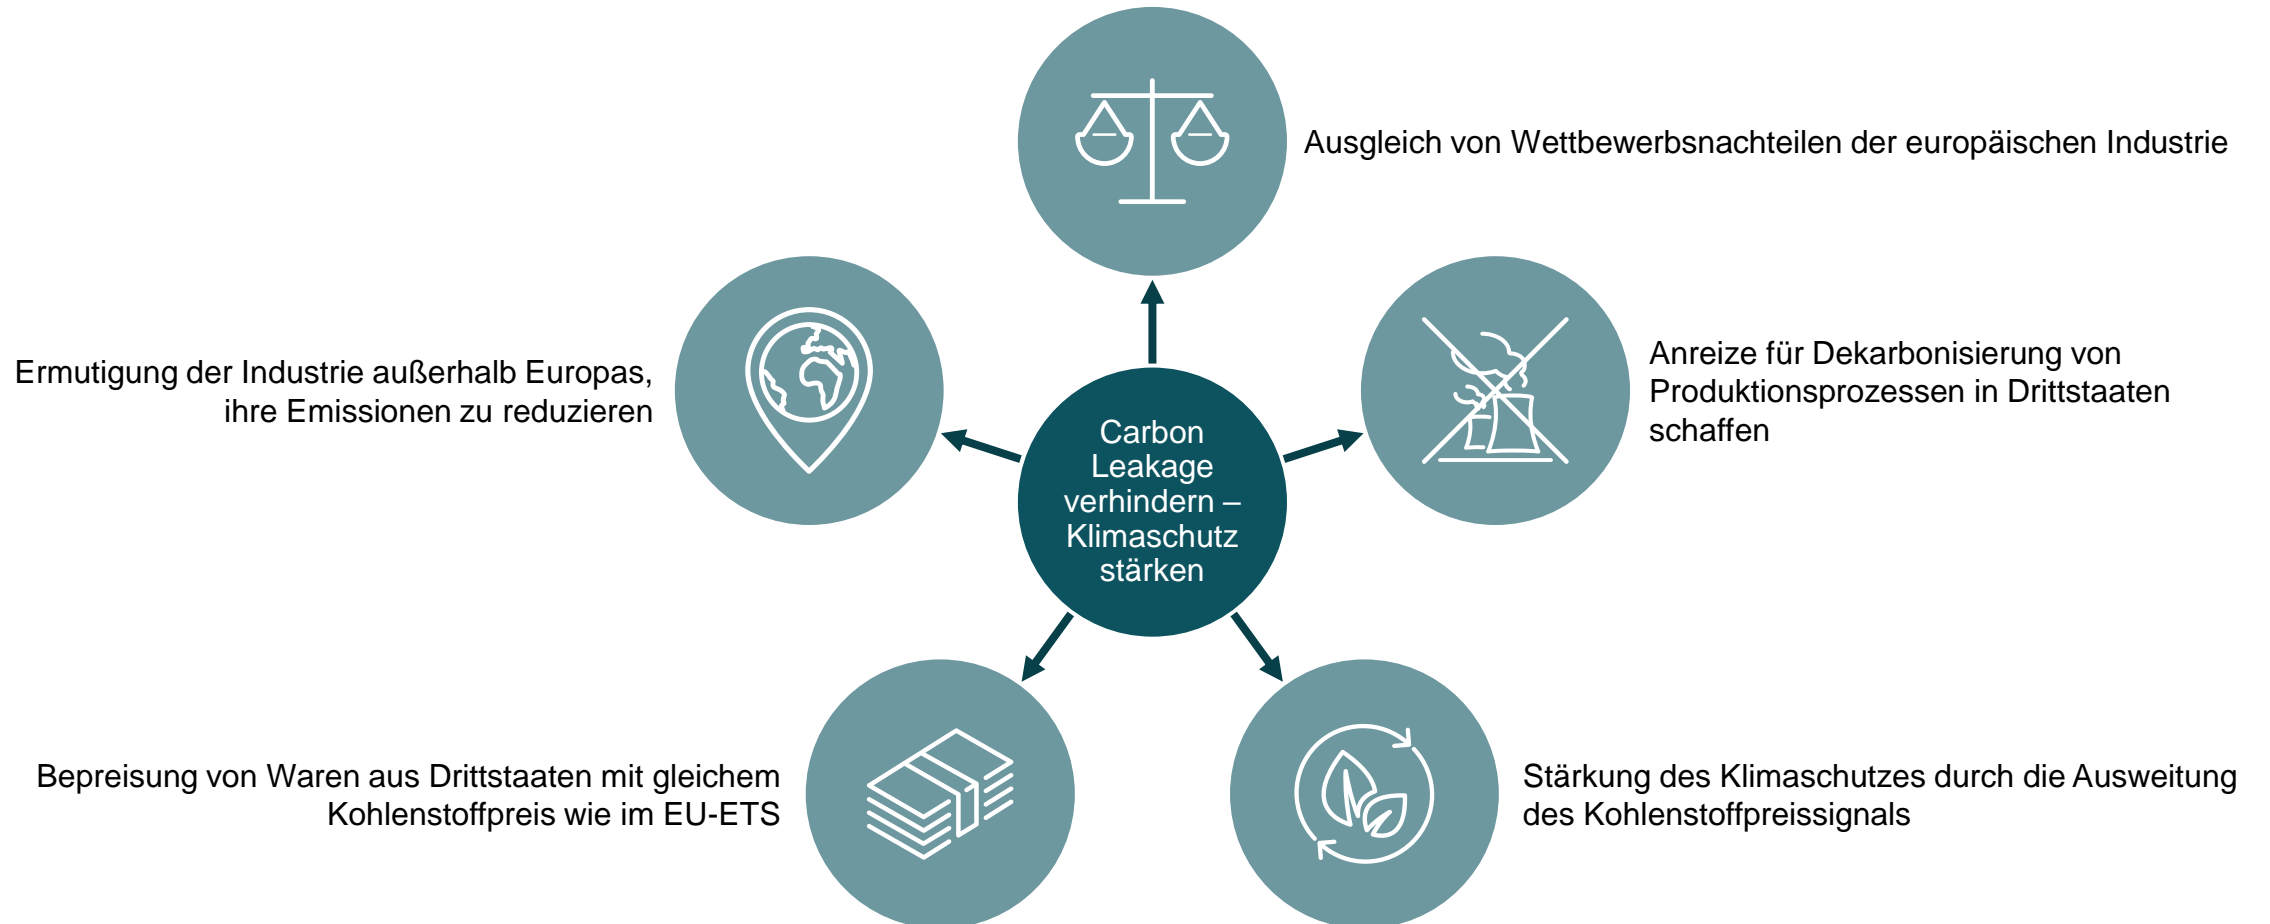 Ausgleich von Wettbewerbsnachteilen der europäischen Industrie
Anreize für Dekarbonisierung von
Produktionsprozessen in Drittstaaten
schaffen
Ermutigung der Industrie außerhalb Europas,
ihre Emissionen zu reduzieren
Carbon
Leakage
verhindern –
Klimaschutz
stärken
Bepreisung von Waren aus Drittstaaten mit gleichem
Kohlenstoffpreis wie im EU-ETS
Stärkung des Klimaschutzes durch die Ausweitung
des Kohlenstoffpreissignals